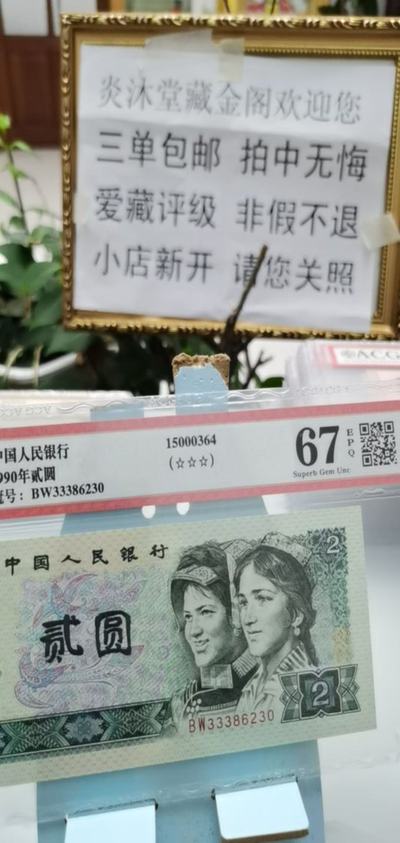 炎沐堂藏金阁欢迎您
三单包邮 拍中无悔
爱藏评级 非假不退
小店新开 请您关照
ACG
中国人民银行
1990年贰圆
号: BW33386230
15000364
(☆☆☆)
67
EPQ
Superb Gem Unc
中国人民银行
2
贰圆
BW33386230
2